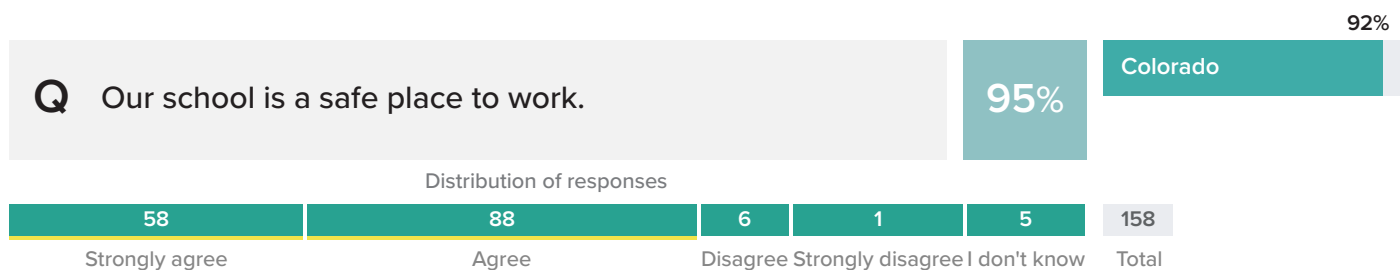 92%
Q Our school is a safe place to work.
95%
Colorado
Distribution of responses
58 88 6 1 5 158
Strongly agree Agree Disagree Strongly disagree I don't know Total